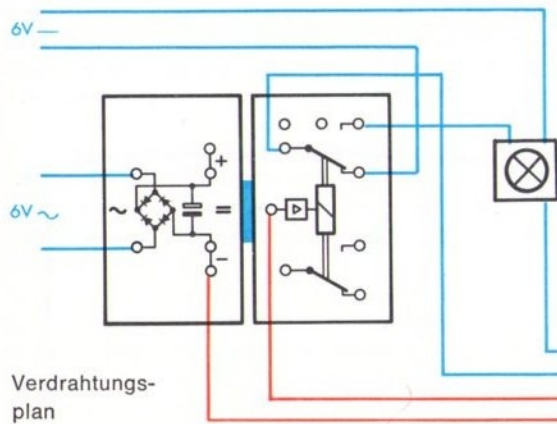 6V —
6V ~
~
+
=
−
Verdrahtungs-
plan